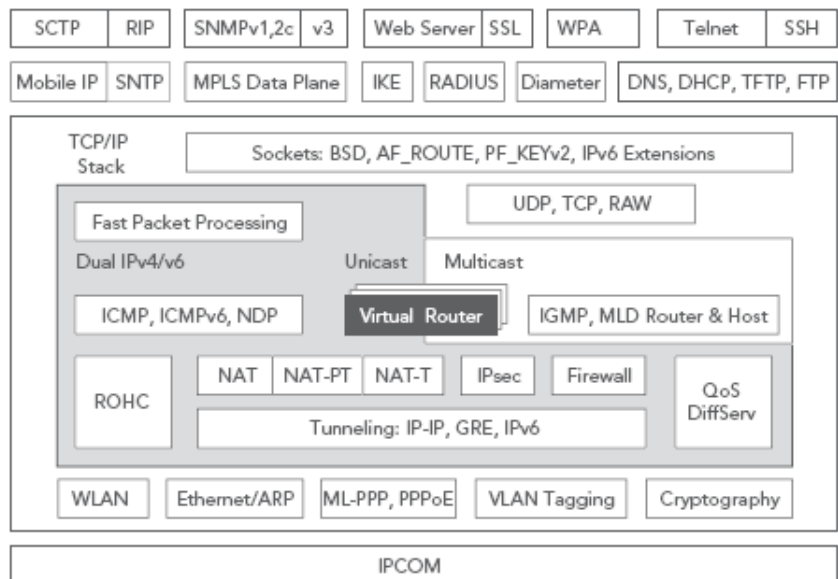 SCTP RIP SNMPv1,2c v3 Web Server SSL WPA Telnet SSH
Mobile IP SNTP MPLS Data Plane IKE RADIUS Diameter DNS, DHCP, TFTP, FTP
TCP/IP
Stack
Sockets: BSD, AF_ROUTE, PF_KEYv2, IPv6 Extensions
UDP, TCP, RAW
Fast Packet Processing
Dual IPv4/v6 Unicast Multicast
ICMP, ICMPv6, NDP Virtual Router IGMP, MLD Router & Host
ROHC
NAT NAT-PT NAT-T IPsec Firewall
QoS
DiffServ
Tunneling: IP-IP, GRE, IPv6
WLAN Ethernet/ARP ML-PPP, PPPoE VLAN Tagging Cryptography
IPCOM